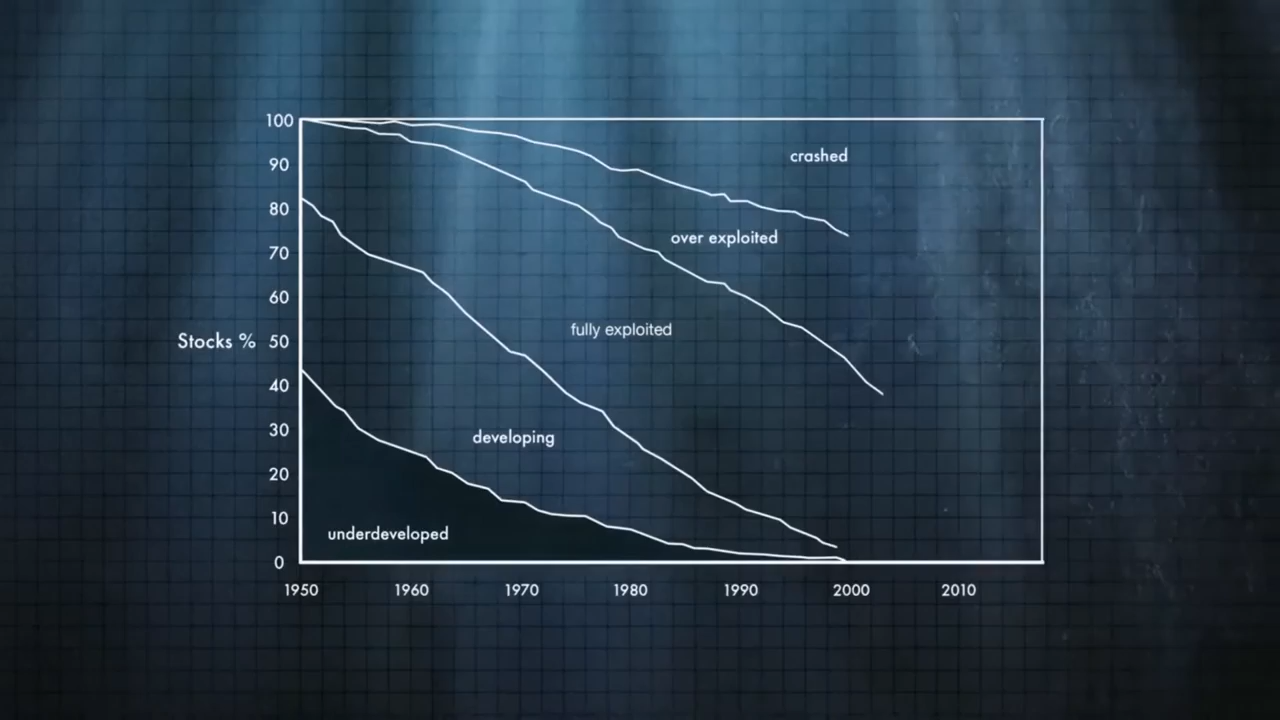 100
crashed
90
80
over exploited
70
60
fully exploited
Stocks % 50
40
developing
30
20
10
underdeveloped
0
1950 1960 1970 1980 1990 2000 2010